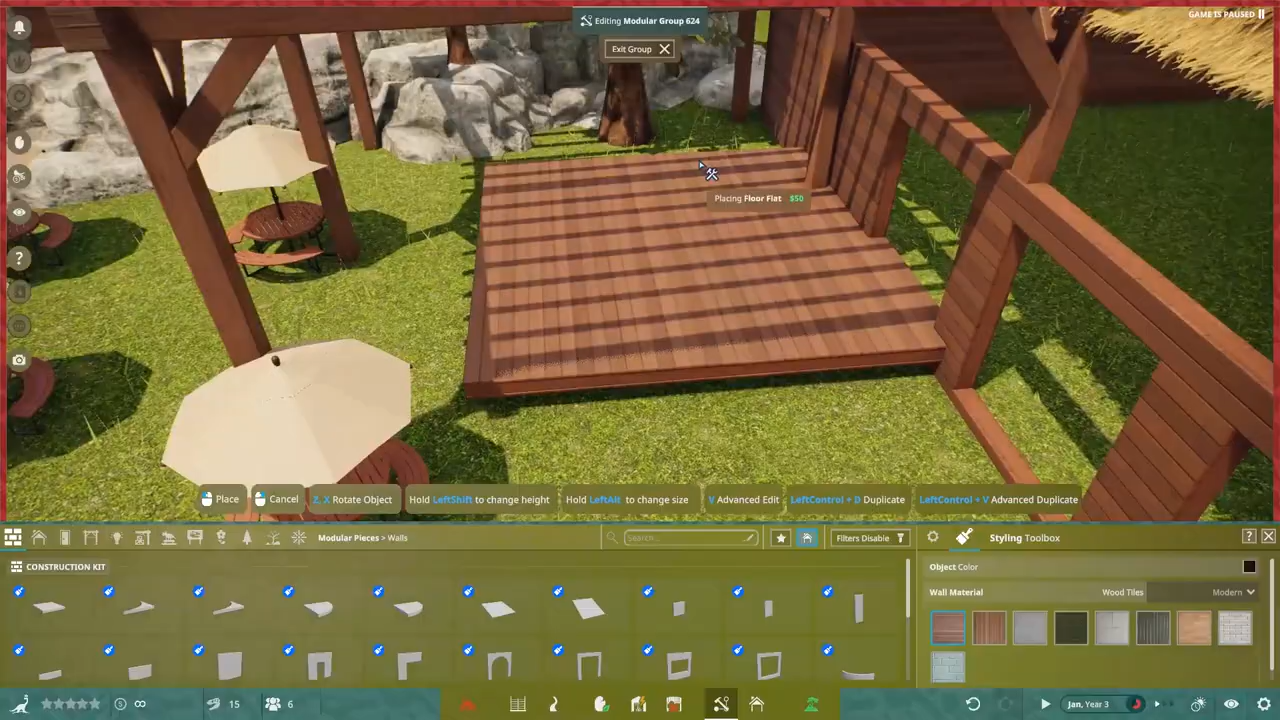 Editing Modular Group 624
GAME IS PAUSED
Exit Group
Placing Floor Flat $50
Place
Cancel
Z, X Rotate Object
Hold LeftShift to change height
Hold LeftAlt to change size
V Advanced Edit
LeftControl + D Duplicate
LeftControl + V Advanced Duplicate
Modular Pieces > Walls
Search...
Filters Disable
Styling Toolbox
?
CONSTRUCTION KIT
Object Color
Wall Material
Wood Tiles
Modern
15
6
Jan, Year 3